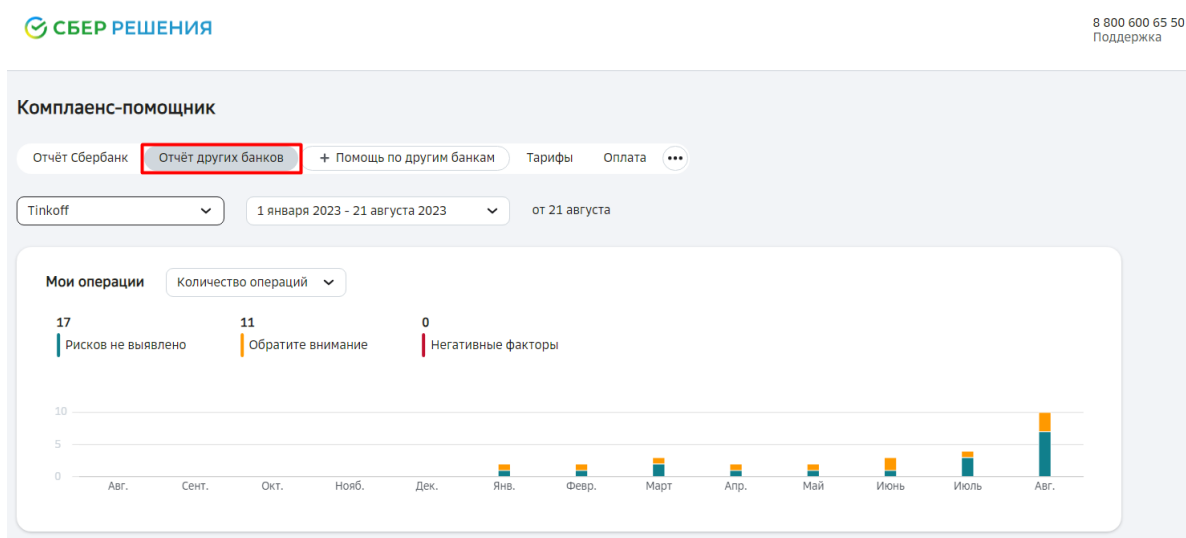 СБЕР РЕШЕНИЯ
8 800 600 65 50
Поддержка
Комплаенс-помощник
Отчёт Сбербанк Отчёт других банков + Помощь по другим банкам Тарифы Оплата •••
Tinkoff 1 января 2023 - 21 августа 2023 от 21 августа
Мои операции Количество операций
17 11 0
Рисков не выявлено Обратите внимание Негативные факторы
10
5
0
Авг. Сент. Окт. Нояб. Дек. Янв. Февр. Март Апр. Май Июнь Июль Авг.